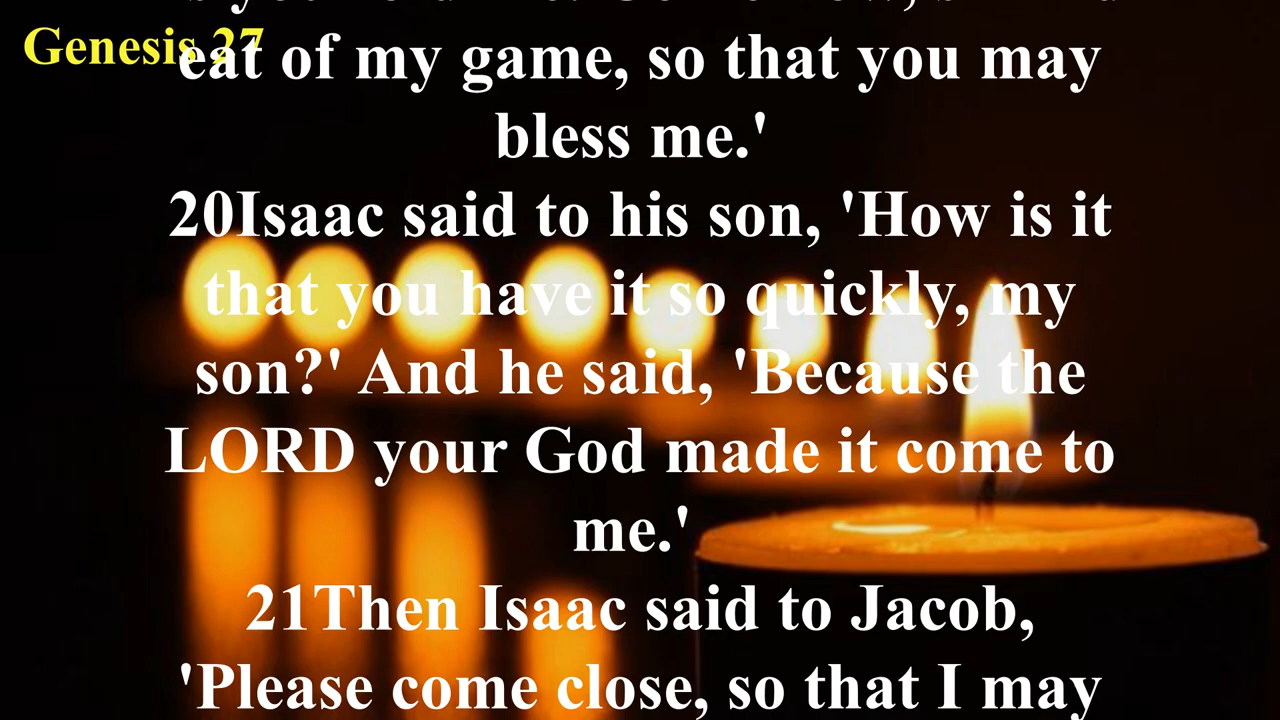 Genesis 27
eat of my game, so that you may
bless me.'
20Isaac said to his son, 'How is it
that you have it so quickly, my
son?' And he said, 'Because the
LORD your God made it come to
me.'
21Then Isaac said to Jacob,
'Please come close, so that I may